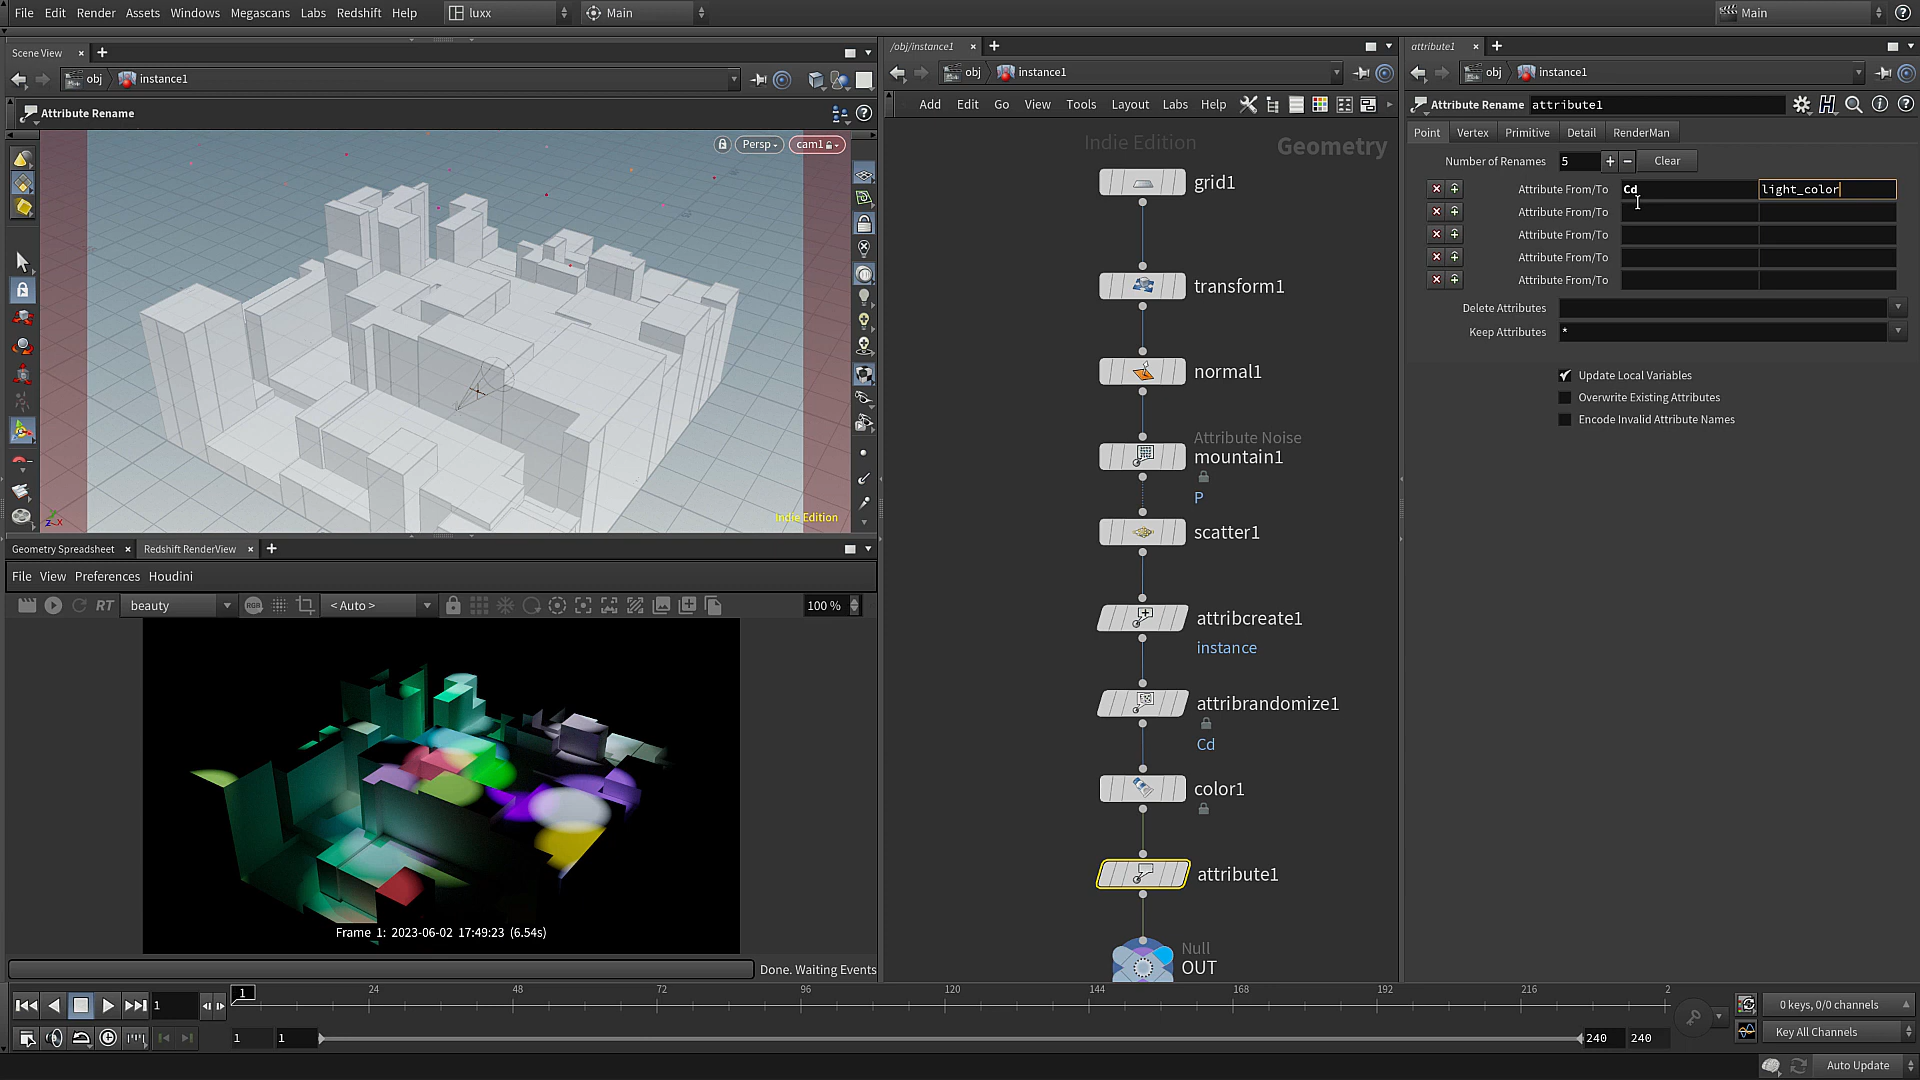 File Edit Render Assets Windows Megascans Labs Redshift Help luxx Main Main
Scene View
obj instance1
Attribute Rename
Persp cam1
Indie Edition
z x
Geometry Spreadsheet Redshift RenderView
File View Preferences Houdini
RT beauty RGB < Auto > 100 %
Frame 1: 2023-06-02 17:49:23 (6.54s)
Done. Waiting Events
/obj/instance1
obj instance1
Add Edit Go View Tools Layout Labs Help
Indie Edition Geometry
grid1
transform1
normal1
Attribute Noise
mountain1
P
scatter1
attribcreate1
instance
attribrandomize1
Cd
color1
attribute1
Null
OUT
attribute1
obj instance1
Attribute Rename attribute1
Point Vertex Primitive Detail RenderMan
Number of Renames 5 Clear
Attribute From/To Cd light_color
Attribute From/To
Attribute From/To
Attribute From/To
Attribute From/To
Delete Attributes
Keep Attributes *
Update Local Variables
Overwrite Existing Attributes
Encode Invalid Attribute Names
1 1 24 48 72 96 120 144 168 192 216 2
0 keys, 0/0 channels
1 1 240 240
Key All Channels
Auto Update